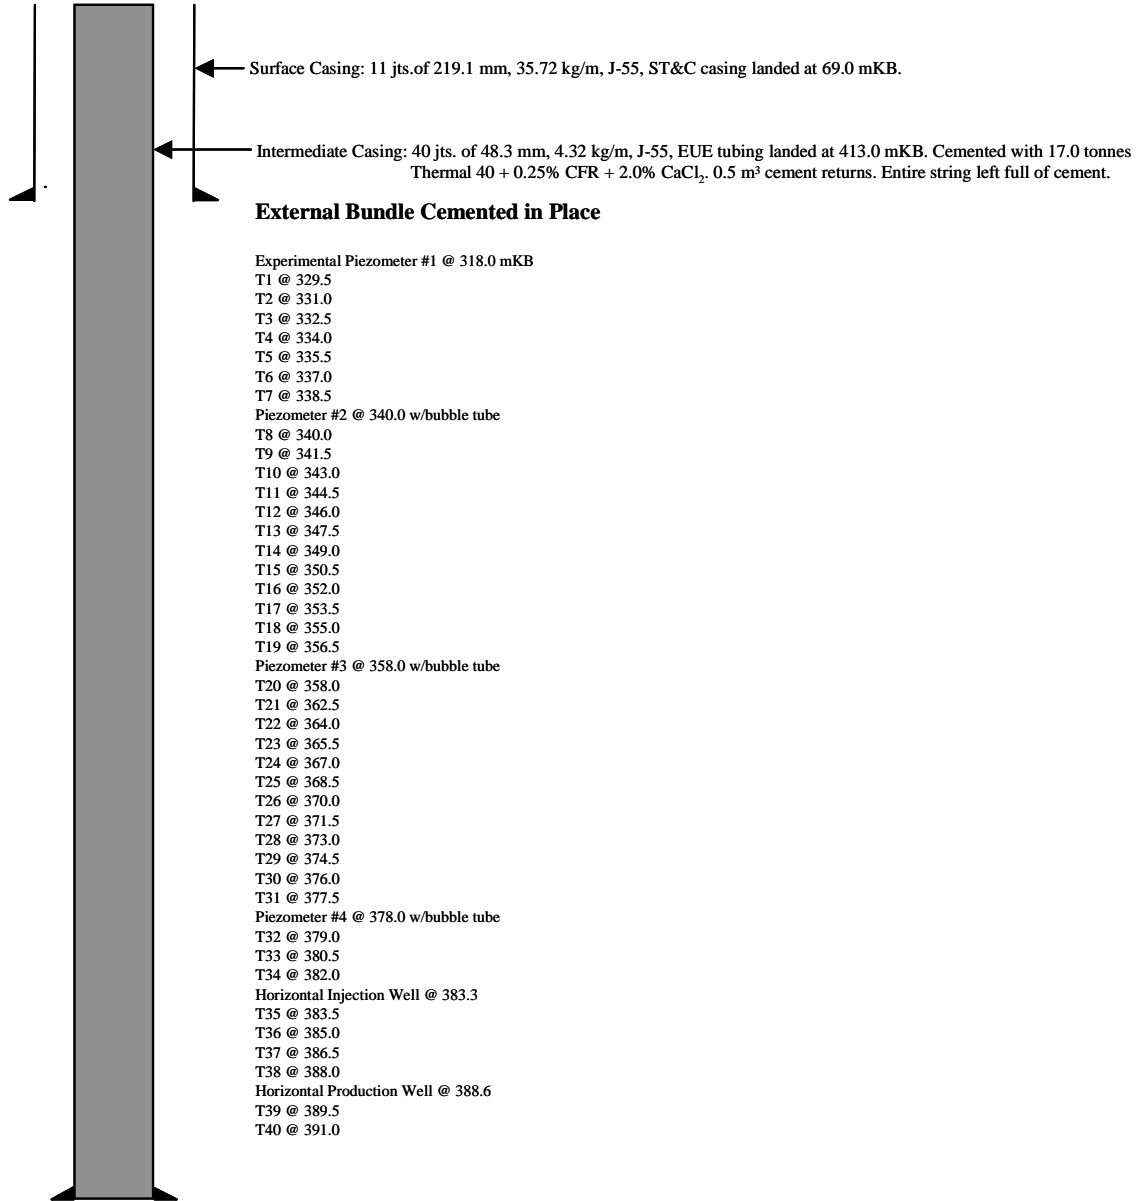 Surface Casing: 11 jts.of 219.1 mm, 35.72 kg/m, J-55, ST&C casing landed at 69.0 mKB.
Intermediate Casing: 40 jts. of 48.3 mm, 4.32 kg/m, J-55, EUE tubing landed at 413.0 mKB. Cemented with 17.0 tonnes
Thermal 40 + 0.25% CFR + 2.0% CaCl₂. 0.5 m³ cement returns. Entire string left full of cement.
External Bundle Cemented in Place
Experimental Piezometer #1 @ 318.0 mKB
T1 @ 329.5
T2 @ 331.0
T3 @ 332.5
T4 @ 334.0
T5 @ 335.5
T6 @ 337.0
T7 @ 338.5
Piezometer #2 @ 340.0 w/bubble tube
T8 @ 340.0
T9 @ 341.5
T10 @ 343.0
T11 @ 344.5
T12 @ 346.0
T13 @ 347.5
T14 @ 349.0
T15 @ 350.5
T16 @ 352.0
T17 @ 353.5
T18 @ 355.0
T19 @ 356.5
Piezometer #3 @ 358.0 w/bubble tube
T20 @ 358.0
T21 @ 362.5
T22 @ 364.0
T23 @ 365.5
T24 @ 367.0
T25 @ 368.5
T26 @ 370.0
T27 @ 371.5
T28 @ 373.0
T29 @ 374.5
T30 @ 376.0
T31 @ 377.5
Piezometer #4 @ 378.0 w/bubble tube
T32 @ 379.0
T33 @ 380.5
T34 @ 382.0
Horizontal Injection Well @ 383.3
T35 @ 383.5
T36 @ 385.0
T37 @ 386.5
T38 @ 388.0
Horizontal Production Well @ 388.6
T39 @ 389.5
T40 @ 391.0